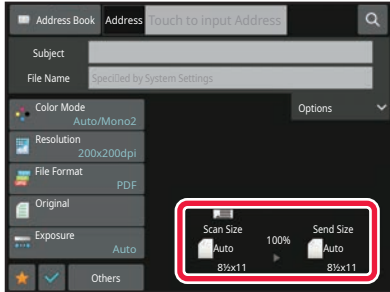 Address Book Address Touch to input Address
Subject
File Name Specified by System Settings
Color Mode
Auto/Mono2
Options
Resolution
200x200dpi
File Format
PDF
Original
Exposure
Auto
Scan Size
Auto
8½x11
100%
Send Size
Auto
8½x11
Others